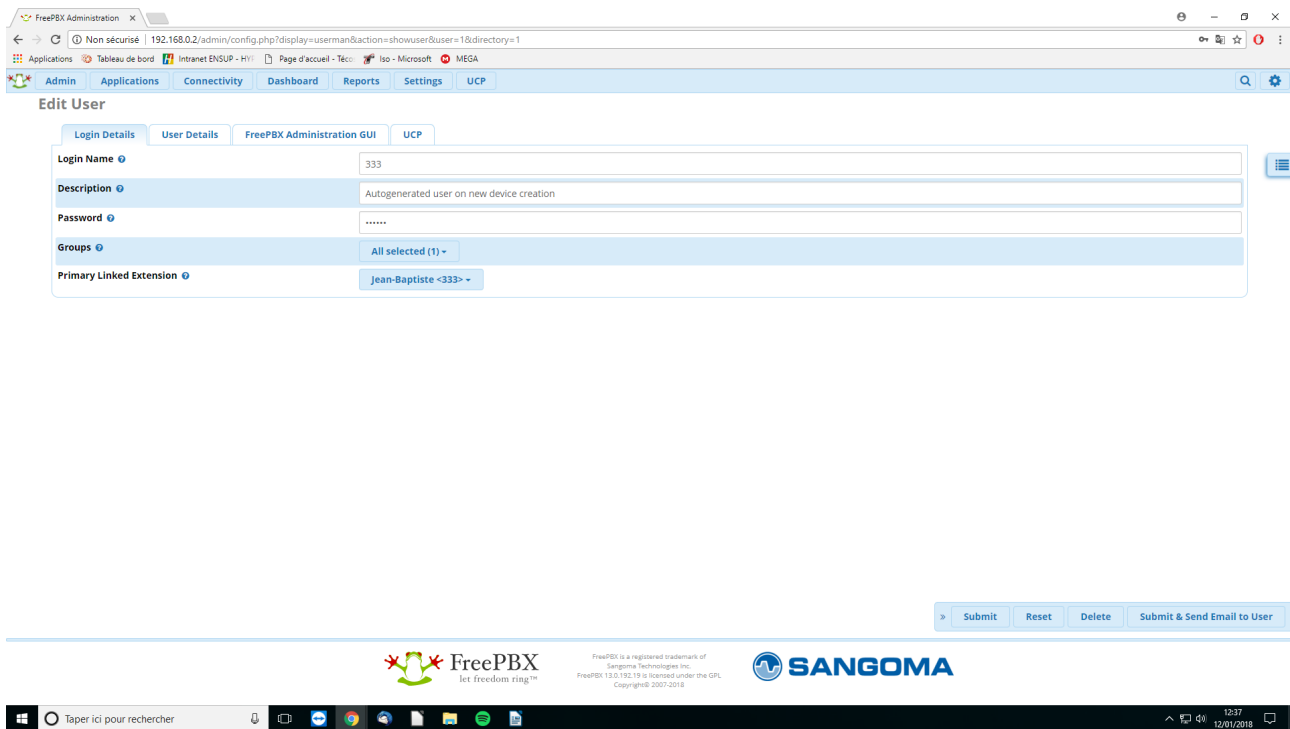 FreePBX Administration
Non sécurisé | 192.168.0.2/admin/config.php?display=userman&action=showuser&user=1&directory=1
Applications Tableau de bord Intranet ENSUP - HY Page d'accueil - Téco Iso - Microsoft MEGA
Admin Applications Connectivity Dashboard Reports Settings UCP
Edit User
Login Details User Details FreePBX Administration GUI UCP
Login Name 333
Description Autogenerated user on new device creation
Password ••••••
Groups All selected (1)
Primary Linked Extension Jean-Baptiste <333>
» Submit Reset Delete Submit & Send Email to User
FreePBX
let freedom ring™
FreePBX is a registered trademark of
Sangoma Technologies Inc.
FreePBX 13.0.192.19 is licensed under the GPL
Copyright© 2007-2018
SANGOMA
Taper ici pour rechercher
12:37
12/01/2018